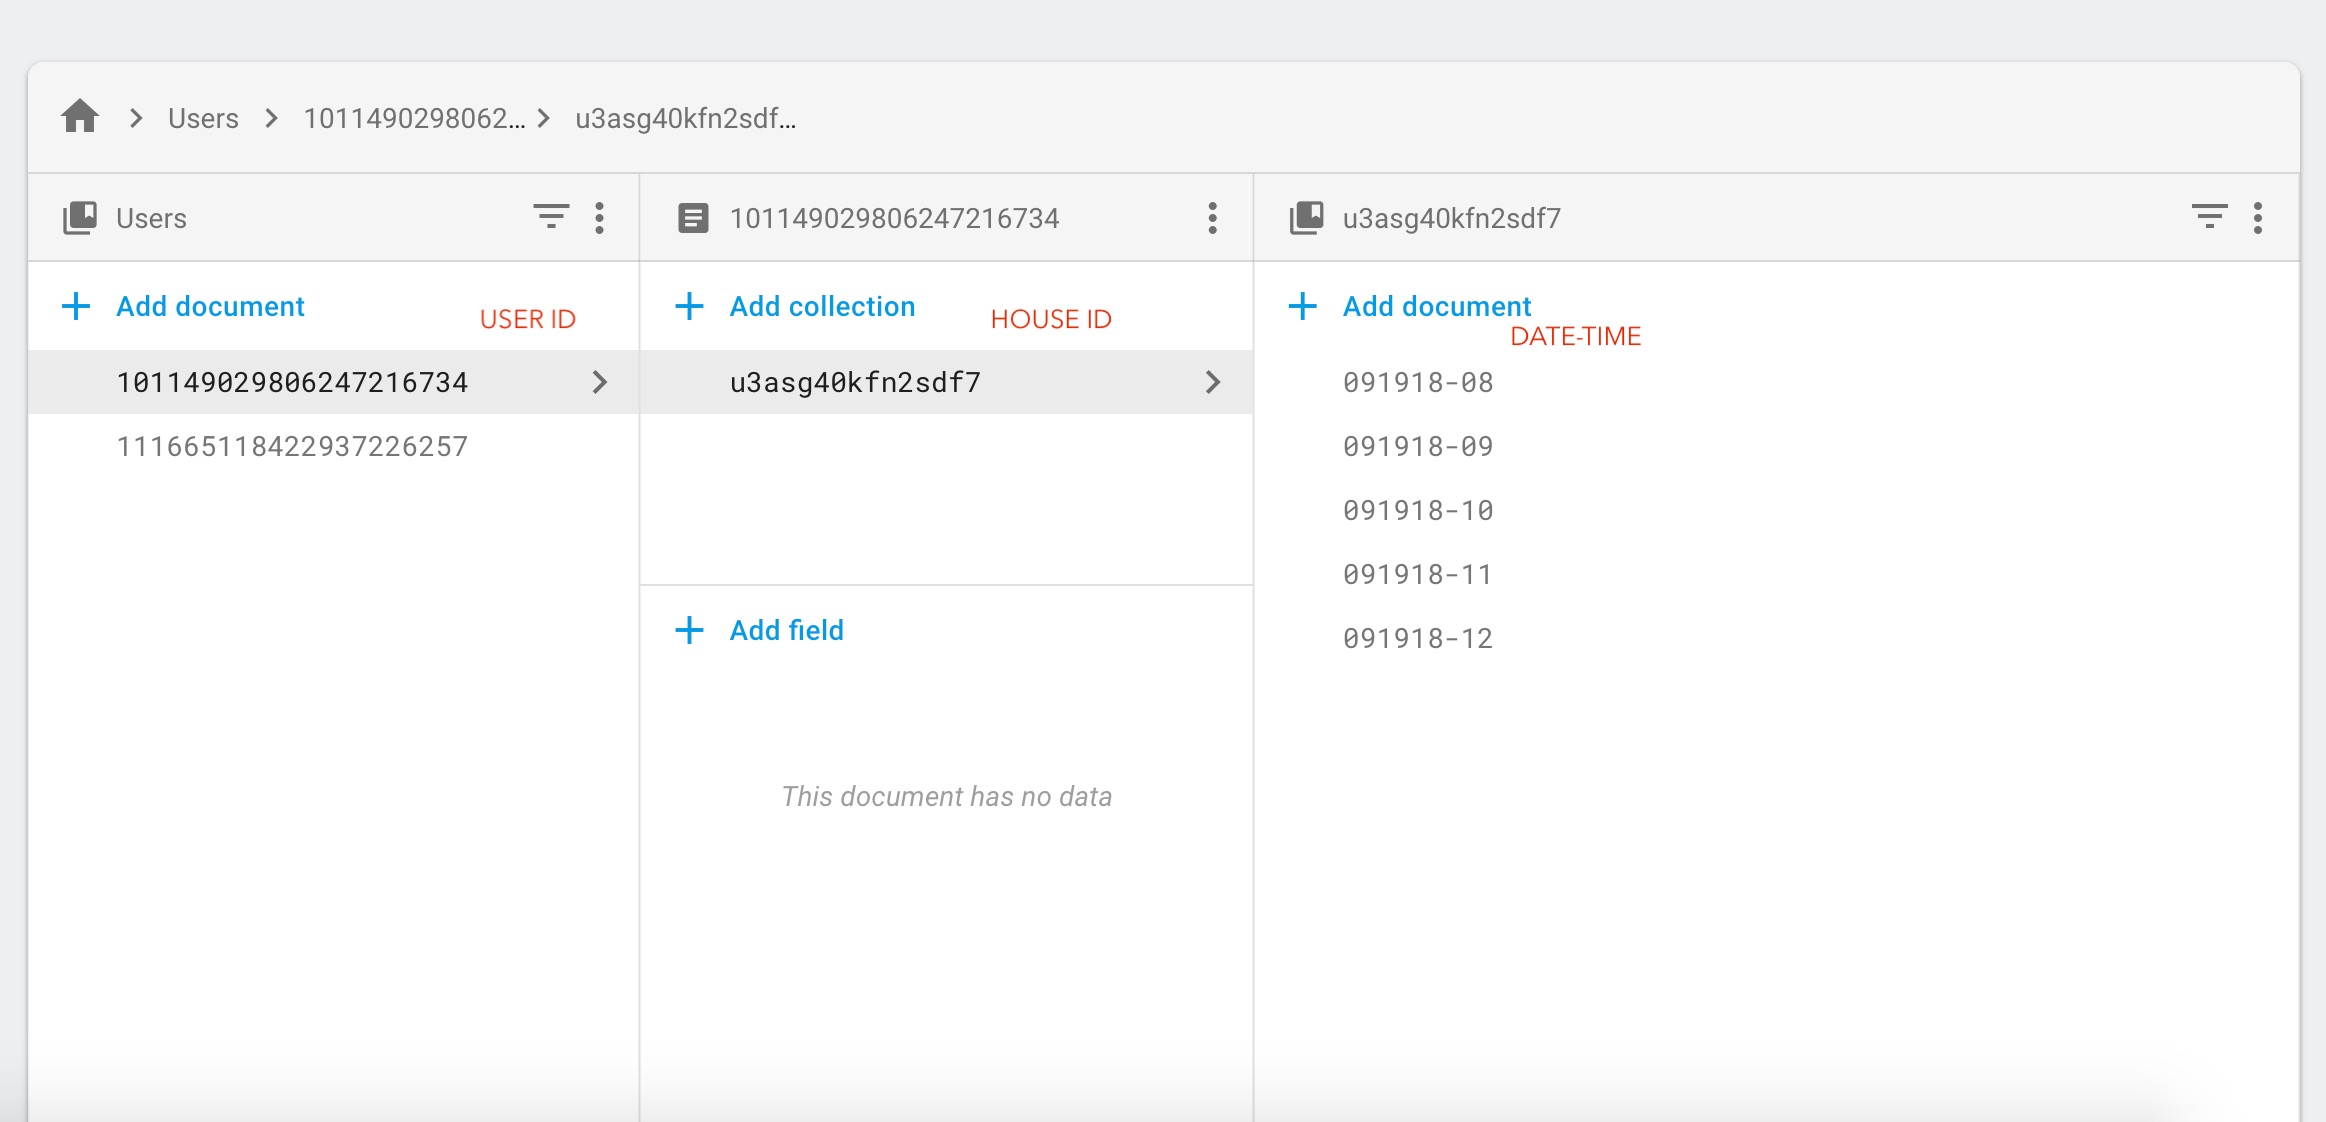 Users 1011490298062... u3asg40kfn2sdf...
Users
101149029806247216734
u3asg40kfn2sdf7
Add document
USER ID
101149029806247216734
111665118422937226257
Add collection
HOUSE ID
u3asg40kfn2sdf7
Add field
This document has no data
Add document
DATE-TIME
091918-08
091918-09
091918-10
091918-11
091918-12